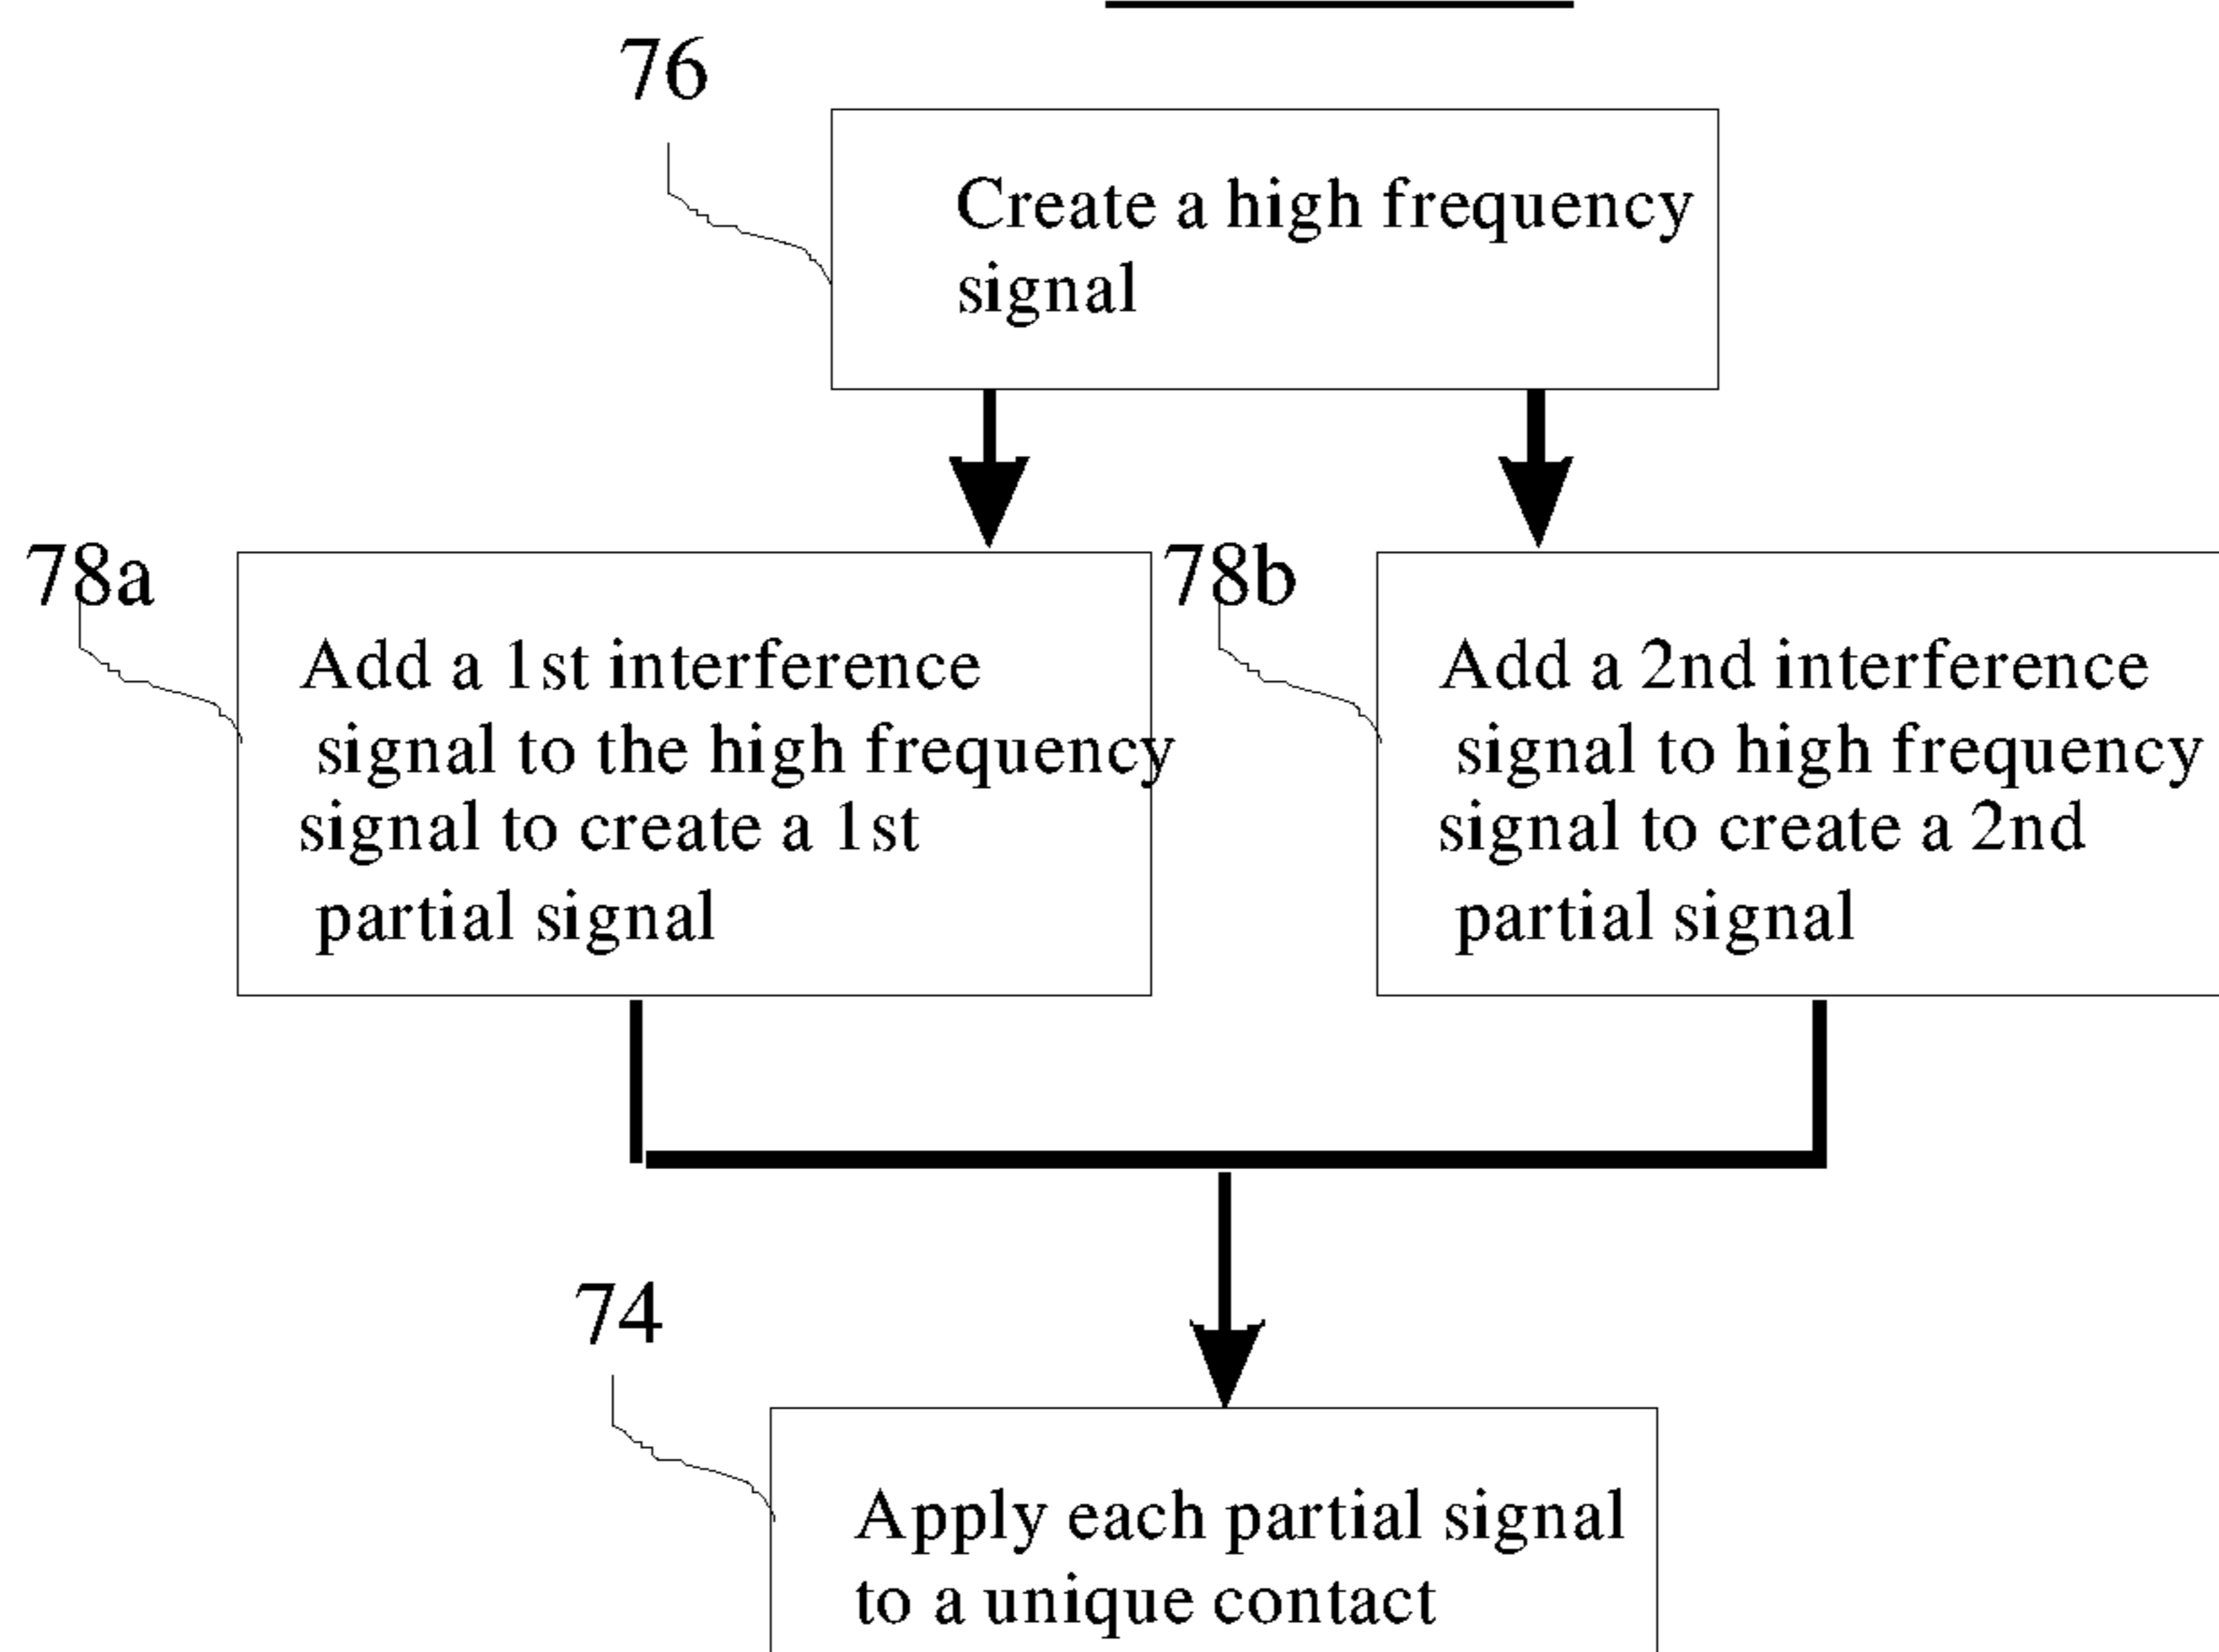 76
Create a high frequency
signal
78a
Add a 1st interference
signal to the high frequency
signal to create a 1st
partial signal
78b
Add a 2nd interference
signal to high frequency
signal to create a 2nd
partial signal
74
Apply each partial signal
to a unique contact